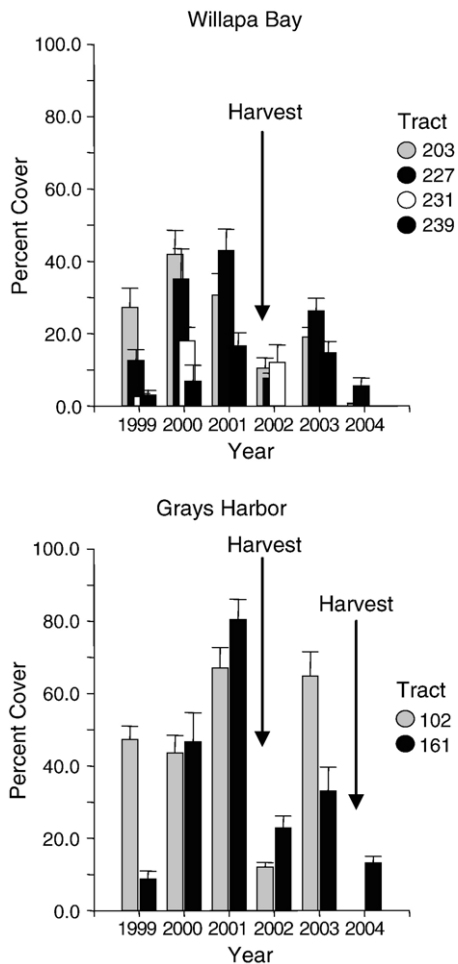 Willapa Bay
100.0
80.0
60.0
40.0
20.0
0.0
Percent Cover
Harvest
Tract
203
227
231
239
1999 2000 2001 2002 2003 2004
Year
Grays Harbor
100.0
80.0
60.0
40.0
20.0
0.0
Percent Cover
Harvest
Harvest
Tract
102
161
1999 2000 2001 2002 2003 2004
Year